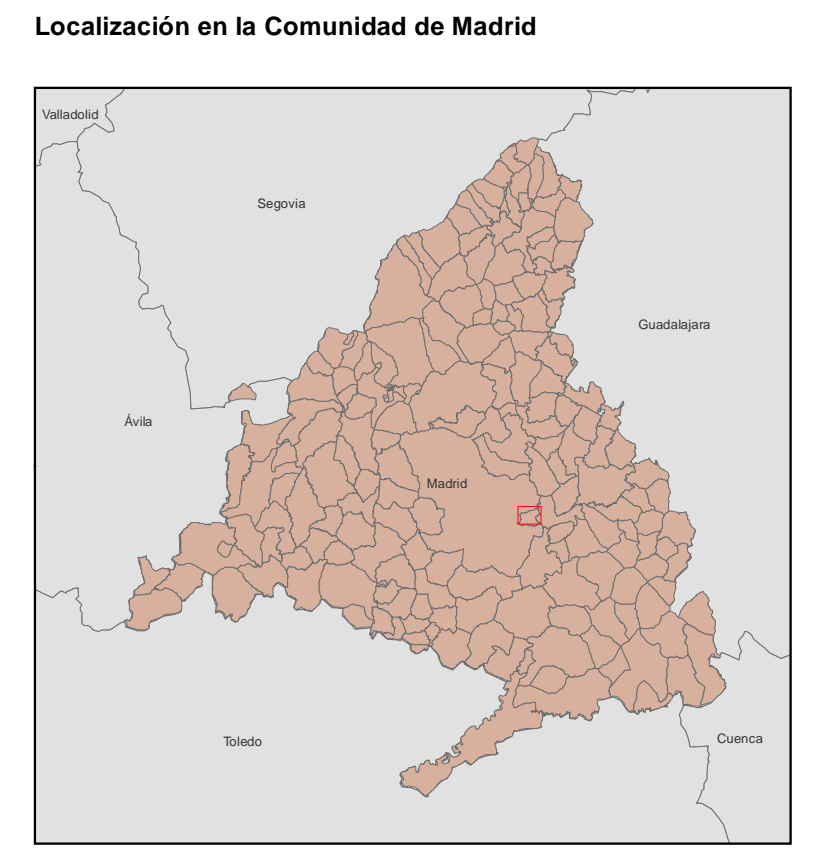 Localización en la Comunidad de Madrid
Valladolid
Segovia
Guadalajara
Ávila
Madrid
Toledo
Cuenca